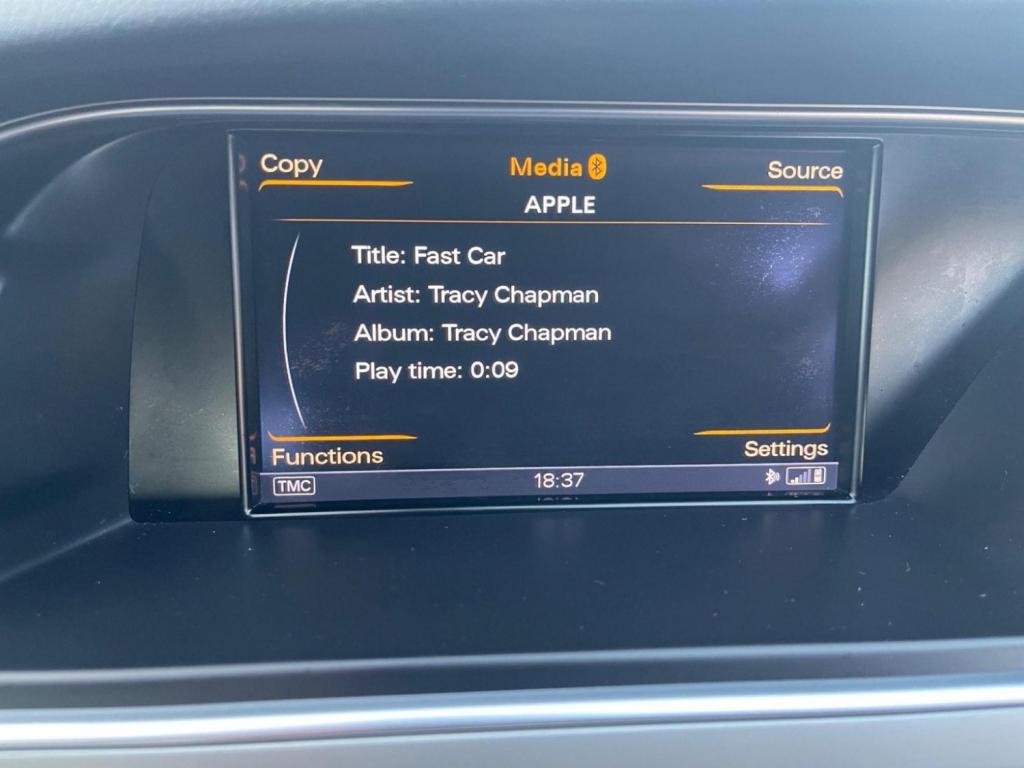 Copy
Media
Source
APPLE
Title: Fast Car
Artist: Tracy Chapman
Album: Tracy Chapman
Play time: 0:09
Functions
Settings
TMC
18:37